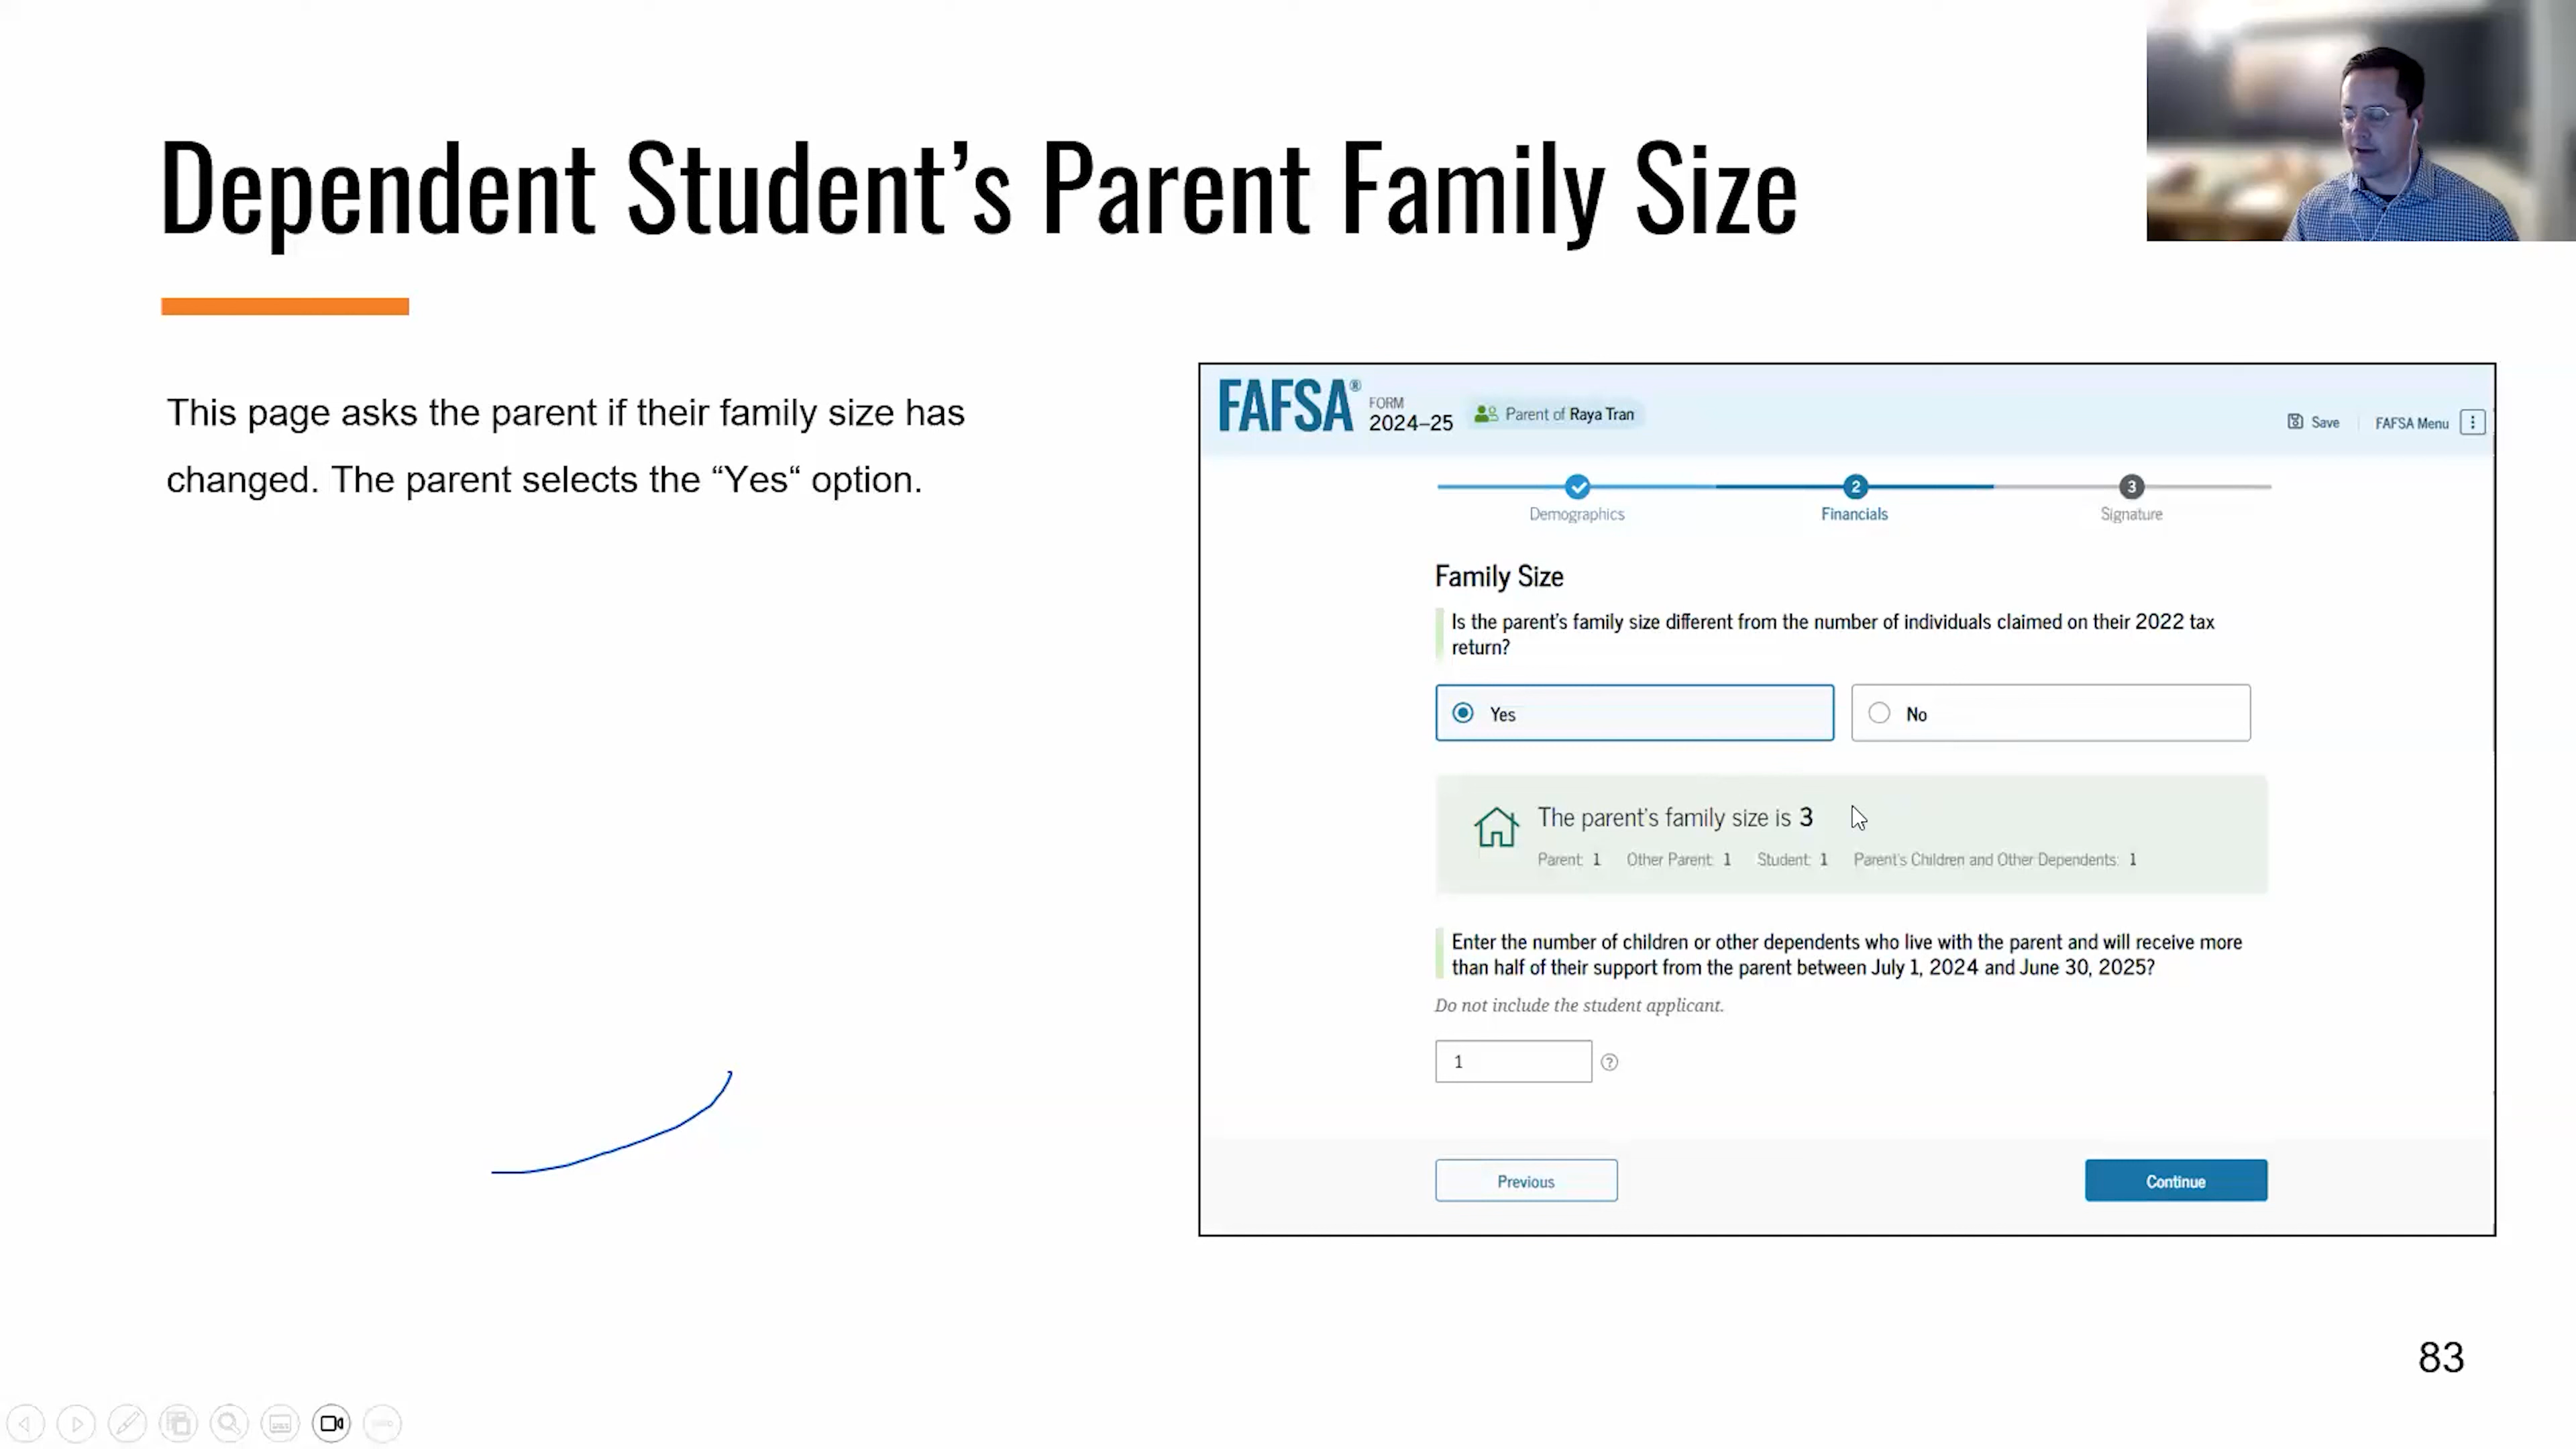 Dependent Student’s Parent Family Size
This page asks the parent if their family size has
changed. The parent selects the “Yes“ option.
FAFSA®
FORM
2024–25
Parent of Raya Tran
Save
FAFSA Menu
2
3
Demographics
Financials
Signature
Family Size
Is the parent’s family size different from the number of individuals claimed on their 2022 tax
return?
Yes
No
The parent’s family size is 3
Parent: 1 Other Parent: 1 Student: 1 Parent’s Children and Other Dependents: 1
Enter the number of children or other dependents who live with the parent and will receive more
than half of their support from the parent between July 1, 2024 and June 30, 2025?
Do not include the student applicant.
1
?
Previous
Continue
83